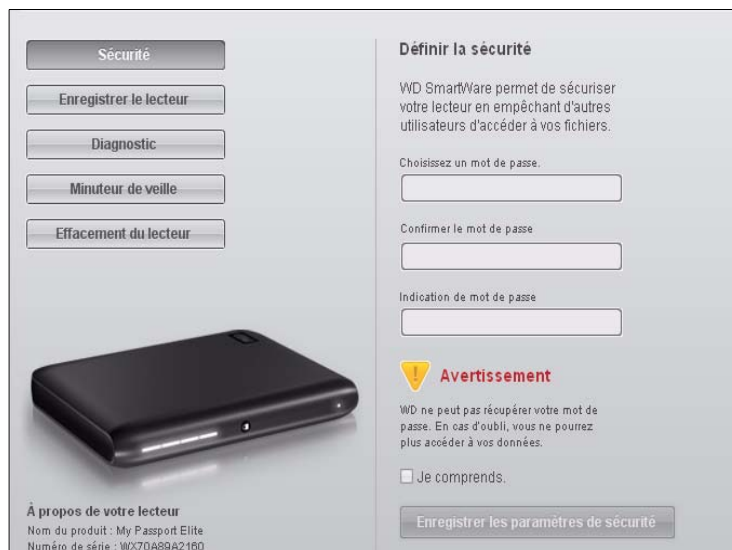 Sécurité
Enregistrer le lecteur
Diagnostic
Minuteur de veille
Effacement du lecteur
À propos de votre lecteur
Nom du produit : My Passport Elite
Numéro de série : WX70A89A2160
Définir la sécurité
WD SmartWare permet de sécuriser
votre lecteur en empêchant d'autres
utilisateurs d'accéder à vos fichiers.
Choisissez un mot de passe.
Confirmer le mot de passe
Indication de mot de passe
Avertissement
WD ne peut pas récupérer votre mot de
passe. En cas d'oubli, vous ne pourrez
plus accéder à vos données.
Je comprends.
Enregistrer les paramètres de sécurité